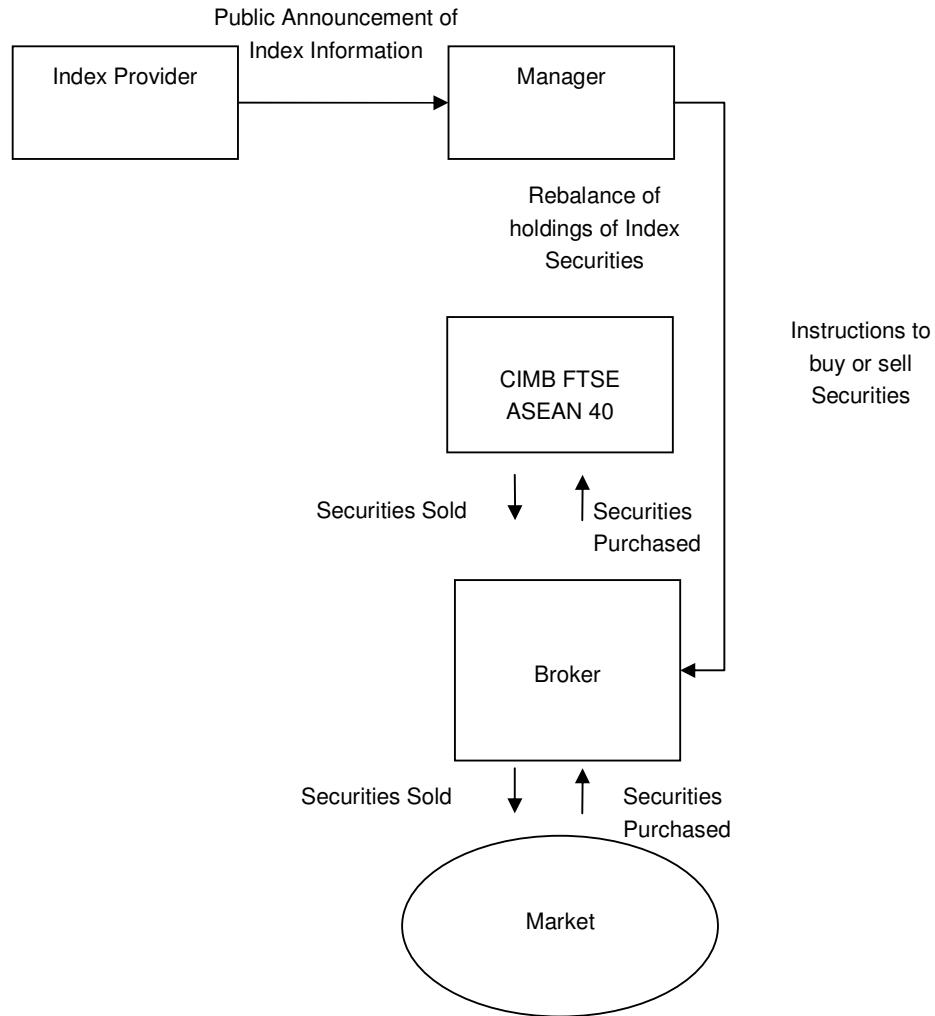 Public Announcement of
Index Information
Index Provider
Manager
Rebalance of
holdings of Index
Securities
Instructions to
buy or sell
Securities
CIMB FTSE
ASEAN 40
Securities Sold
Securities
Purchased
Broker
Securities Sold
Securities
Purchased
Market